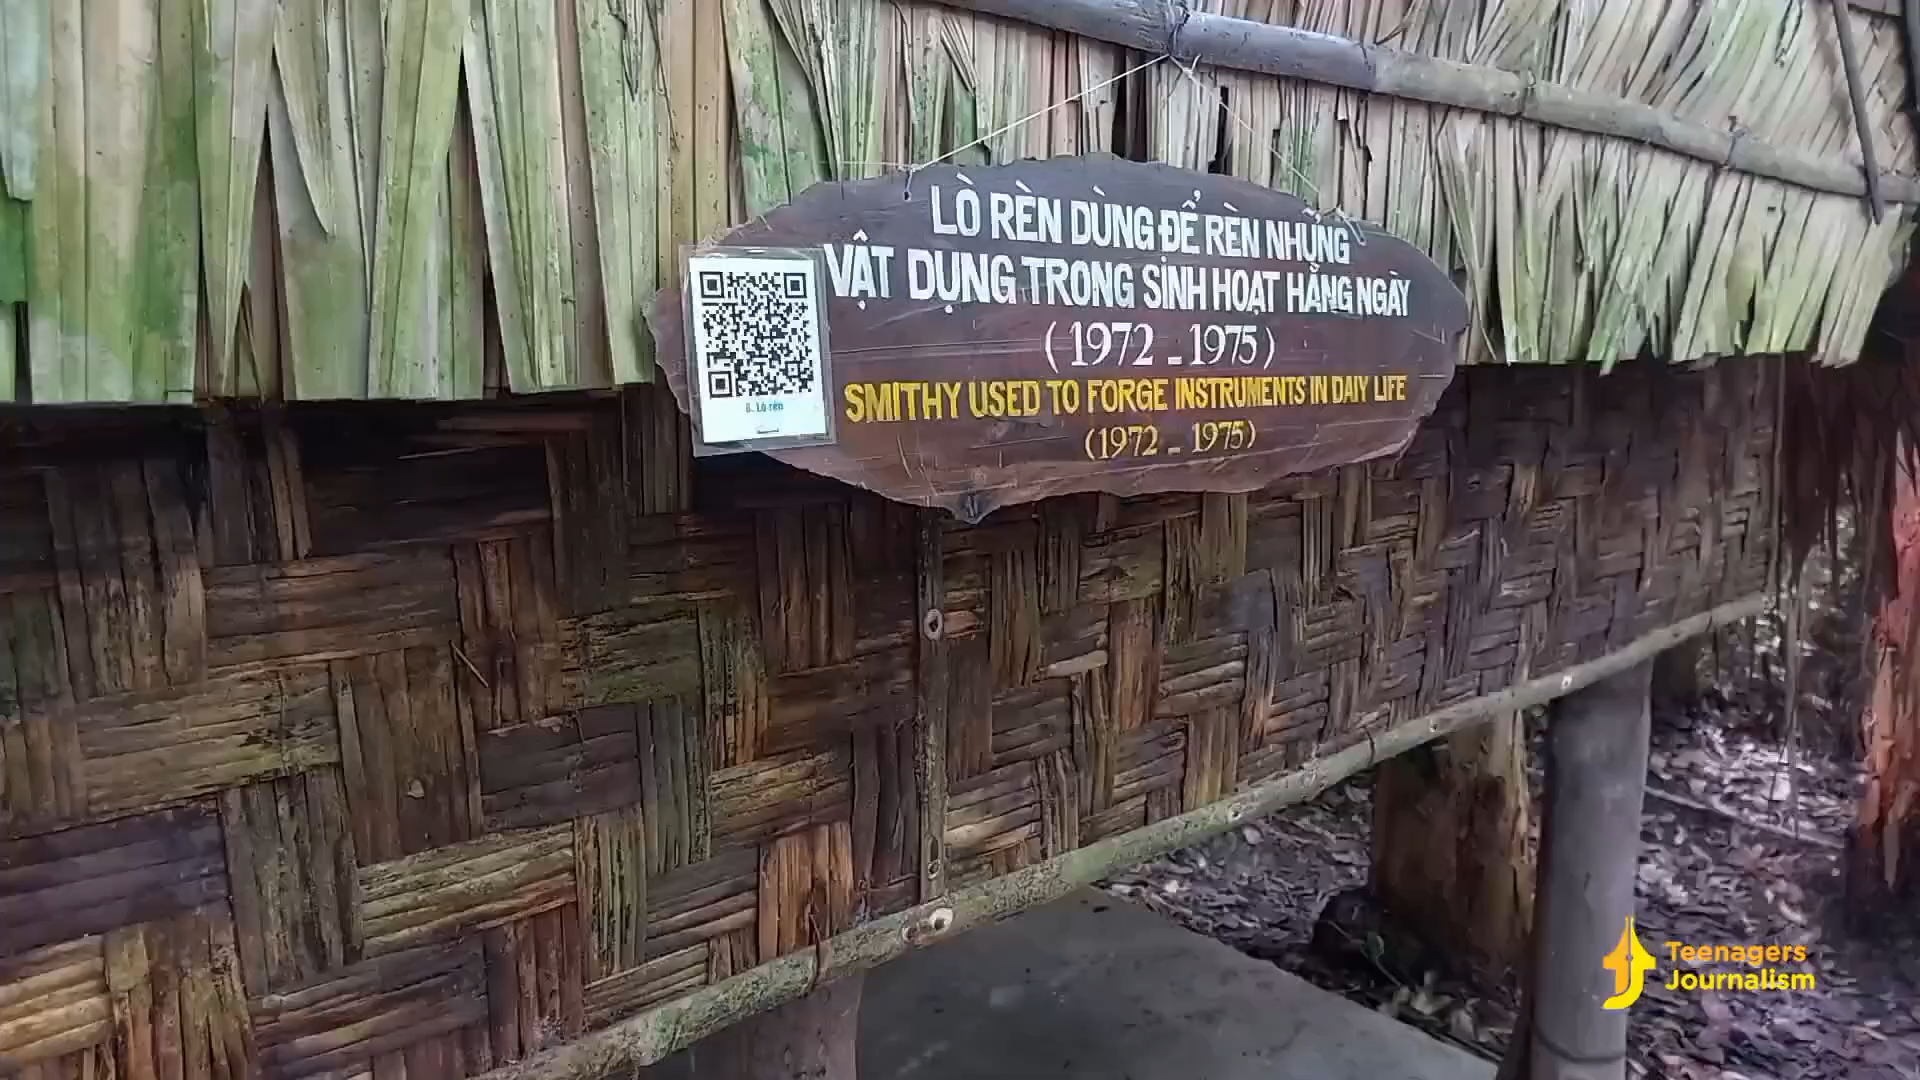 LÒ RÈN DÙNG ĐỂ RÈN NHỮNG
VẬT DỤNG TRONG SINH HOẠT HẰNG NGÀY
(1972 - 1975)
SMITHY USED TO FORGE INSTRUMENTS IN DAIY LIFE
(1972 - 1975)
8. Lò rèn
Teenagers
Journalism